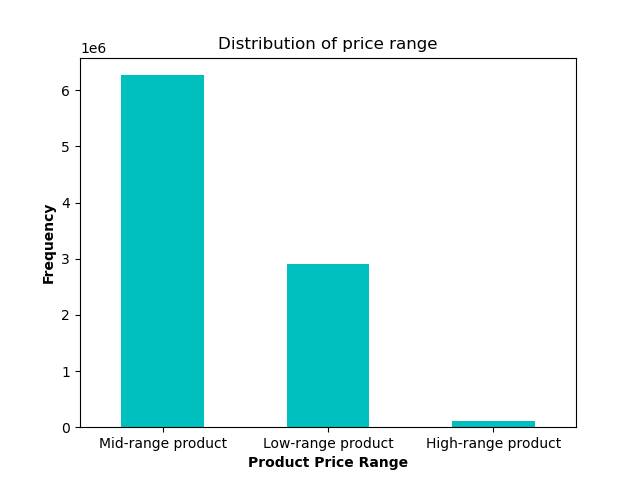 Distribution of price range
1e6
6
5
4
3
2
1
0
Frequency
Mid-range product Low-range product High-range product
Product Price Range